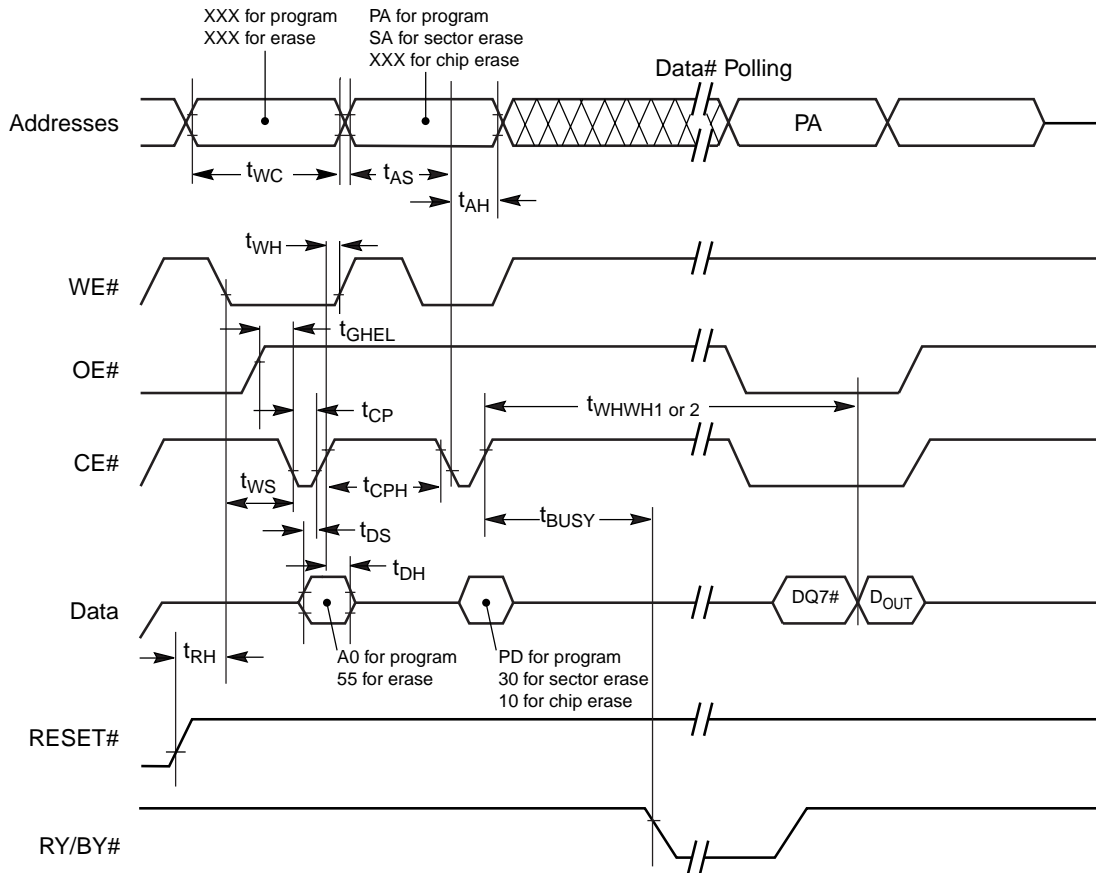 XXX for program
XXX for erase
PA for program
SA for sector erase
XXX for chip erase
Data# Polling
Addresses
PA
tWC
tAS
tAH
tWH
WE#
tGHEL
OE#
tCP
tWHWH1 or 2
CE#
tWS
tCPH
tDS
tBUSY
tDH
Data
DQ7#
DOUT
tRH
A0 for program
55 for erase
PD for program
30 for sector erase
10 for chip erase
RESET#
RY/BY#